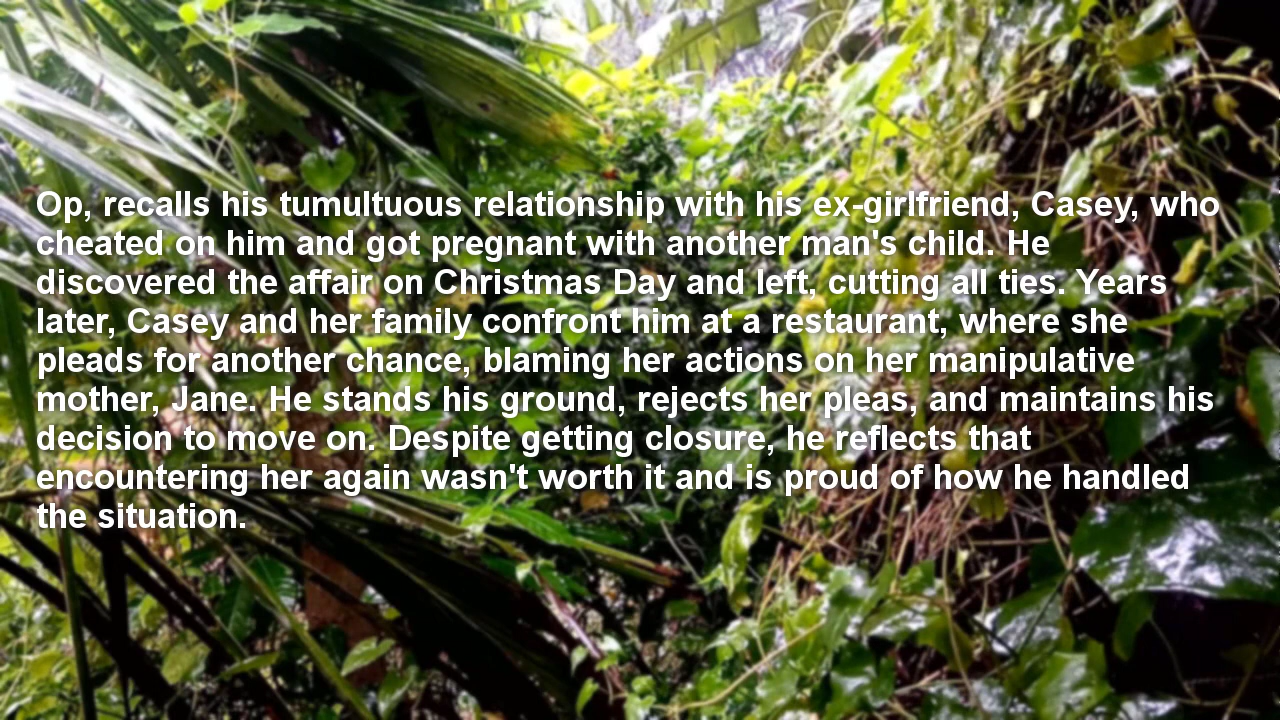 Op, recalls his tumultuous relationship with his ex-girlfriend, Casey, who
cheated on him and got pregnant with another man's child. He
discovered the affair on Christmas Day and left, cutting all ties. Years
later, Casey and her family confront him at a restaurant, where she
pleads for another chance, blaming her actions on her manipulative
mother, Jane. He stands his ground, rejects her pleas, and maintains his
decision to move on. Despite getting closure, he reflects that
encountering her again wasn't worth it and is proud of how he handled
the situation.